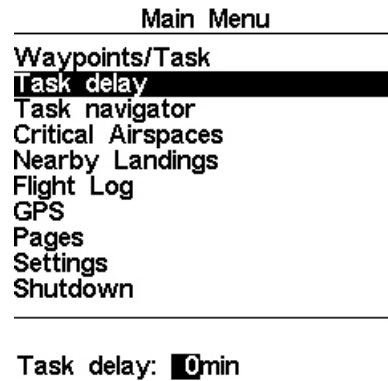 Main Menu
Waypoints/Task
Task delay
Task navigator
Critical Airspaces
Nearby Landings
Flight Log
GPS
Pages
Settings
Shutdown
Task delay: 0min